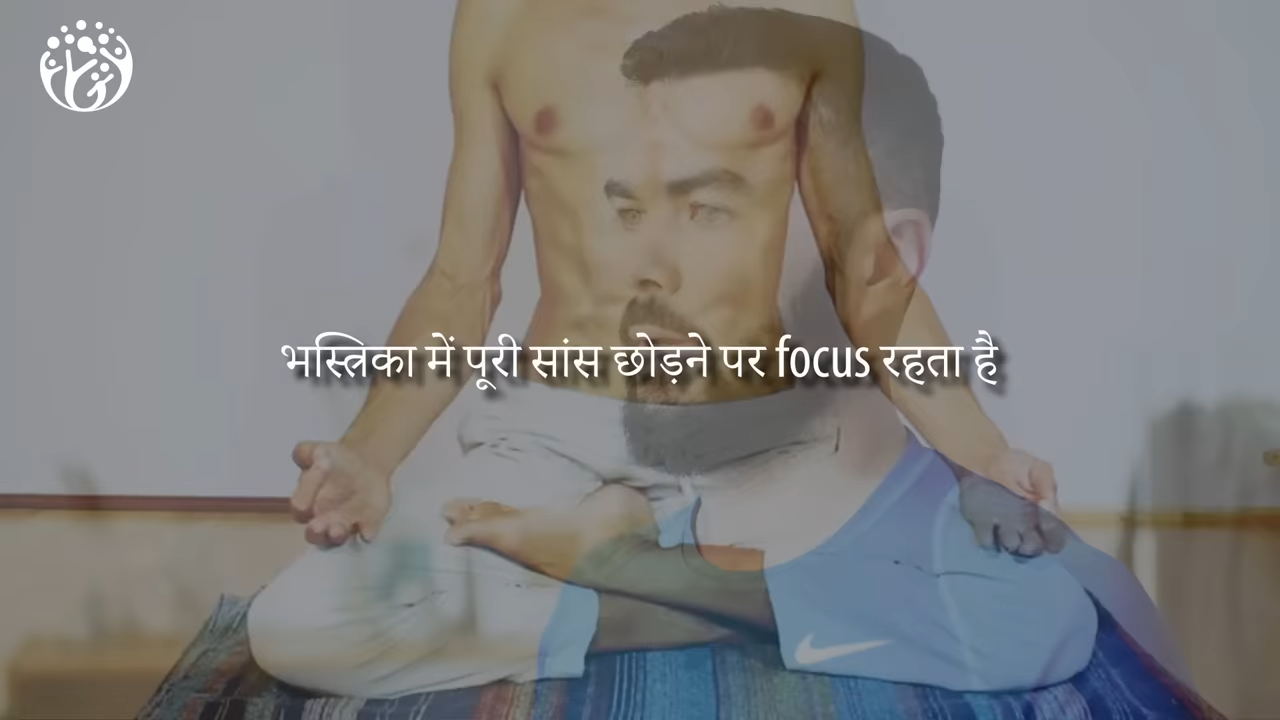 भस्त्रिका में पूरी सांस छोड़ने पर focus रहता है